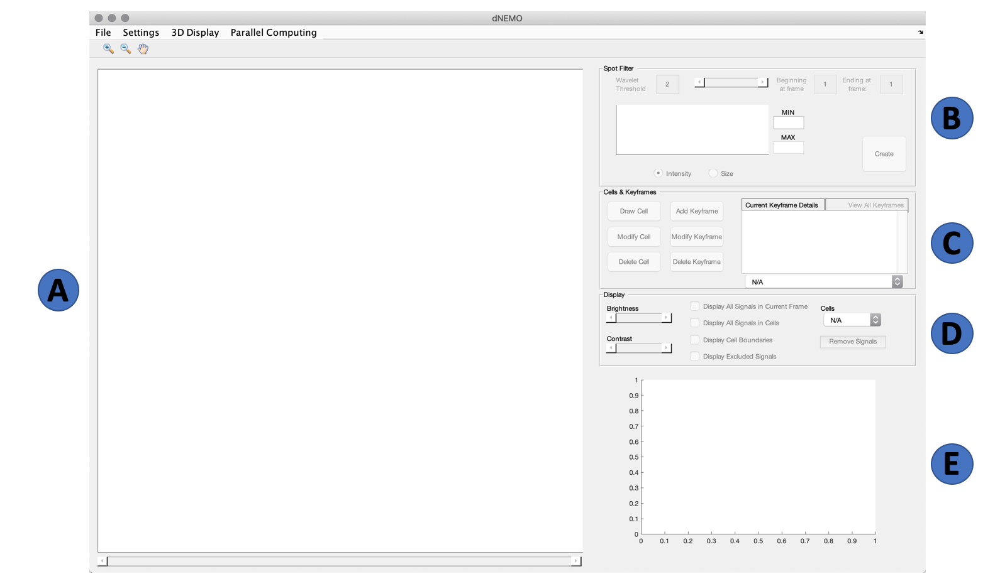 dNEMO
File Settings 3D Display Parallel Computing
A
Spot Filter
Wavelet
Threshold
2
Beginning
at frame
1
Ending at
frame:
1
MIN
MAX
Create
Intensity
Size
B
Cells & Keyframes
Draw Cell
Add Keyframe
Modify Cell
Modify Keyframe
Delete Cell
Delete Keyframe
Current Keyframe Details
View All Keyframes
N/A
C
Display
Brightness
Contrast
Display All Signals in Current Frame
Display All Signals in Cells
Display Cell Boundaries
Display Excluded Signals
Cells
N/A
Remove Signals
D
1
0.9
0.8
0.7
0.6
0.5
0.4
0.3
0.2
0.1
0
0 0.1 0.2 0.3 0.4 0.5 0.6 0.7 0.8 0.9 1
E